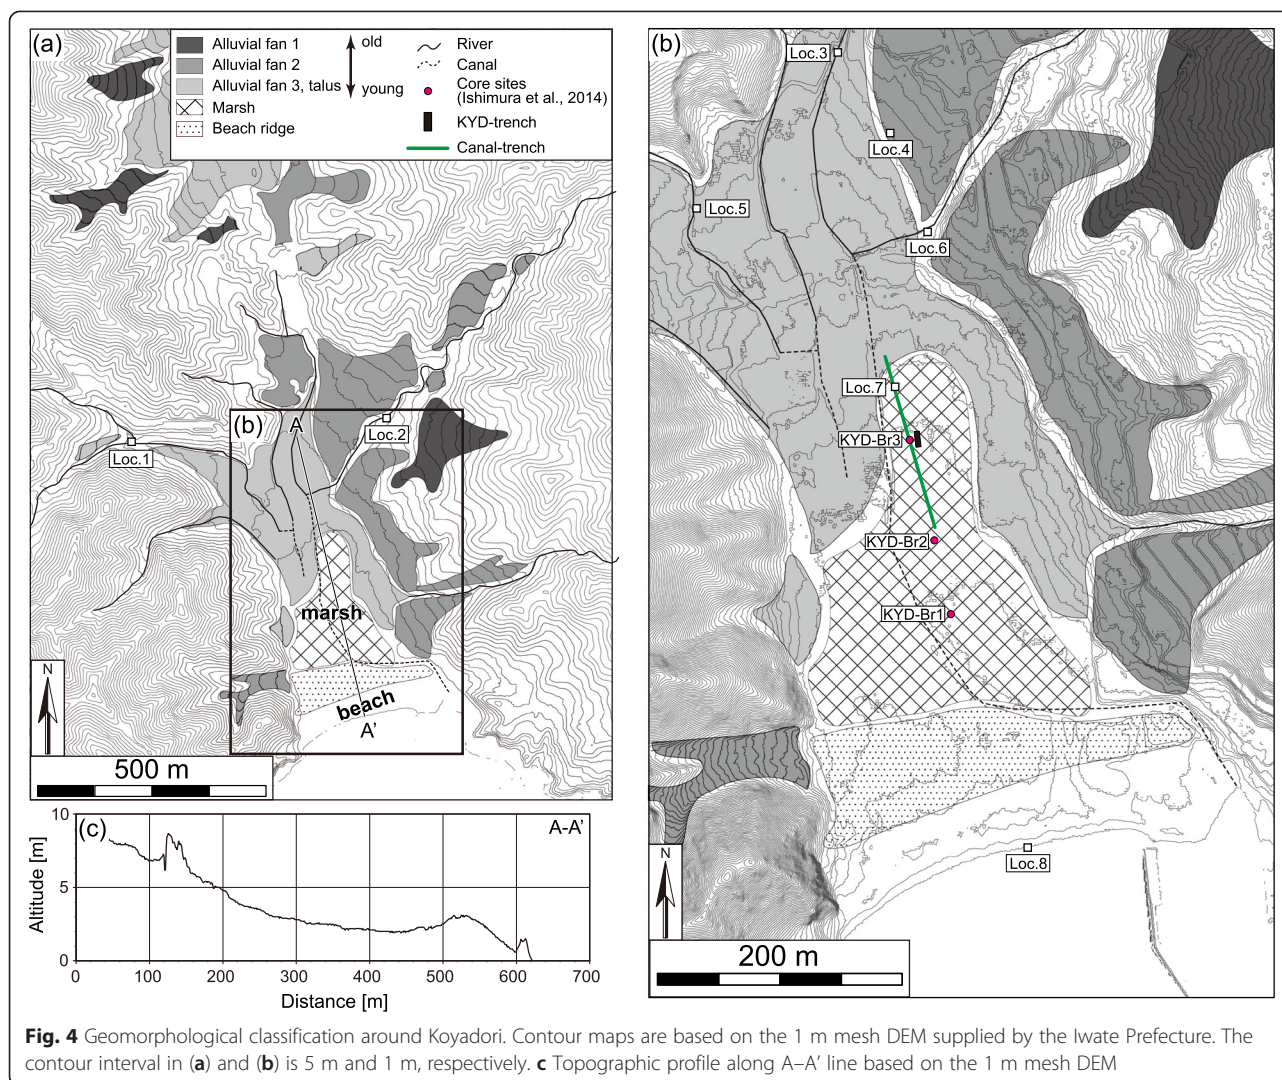 (a)
Alluvial fan 1
Alluvial fan 2
Alluvial fan 3, talus
Marsh
Beach ridge
old
young
River
Canal
Core sites
(Ishimura et al., 2014)
KYD-trench
Canal-trench
(b)
A
Loc.1
Loc.2
marsh
beach
A'
N
500 m
(b)
Loc.3
Loc.4
Loc.5
Loc.6
Loc.7
KYD-Br3
KYD-Br2
KYD-Br1
Loc.8
N
200 m
(c)
A-A'
Altitude [m]
10
5
0
0 100 200 300 400 500 600 700
Distance [m]
Fig. 4 Geomorphological classification around Koyadori. Contour maps are based on the 1 m mesh DEM supplied by the Iwate Prefecture. The
contour interval in (a) and (b) is 5 m and 1 m, respectively. c Topographic profile along A–A' line based on the 1 m mesh DEM